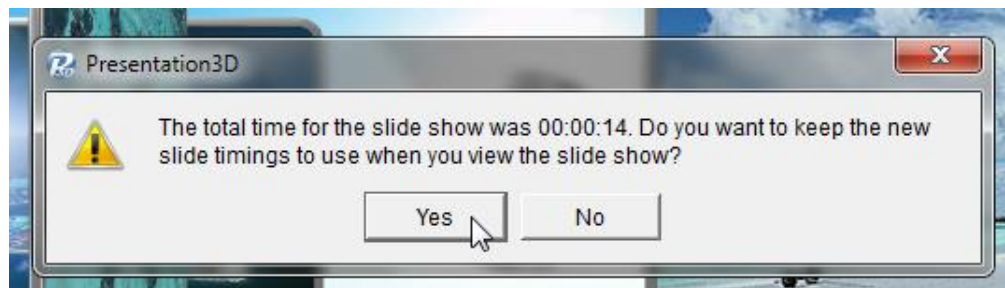 Presentation3D
The total time for the slide show was 00:00:14. Do you want to keep the new
slide timings to use when you view the slide show?
Yes
No